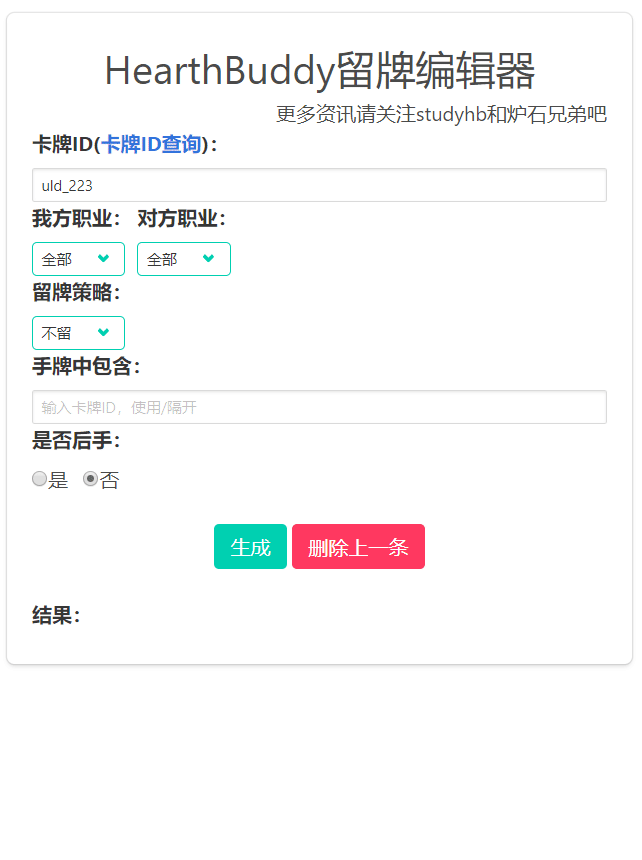 HearthBuddy留牌编辑器
更多资讯请关注studyhb和炉石兄弟吧
卡牌ID(卡牌ID查询)：
uld_223
我方职业： 对方职业：
全部 全部
留牌策略：
不留
手牌中包含：
输入卡牌ID，使用/隔开
是否后手：
是 否
生成 删除上一条
结果：